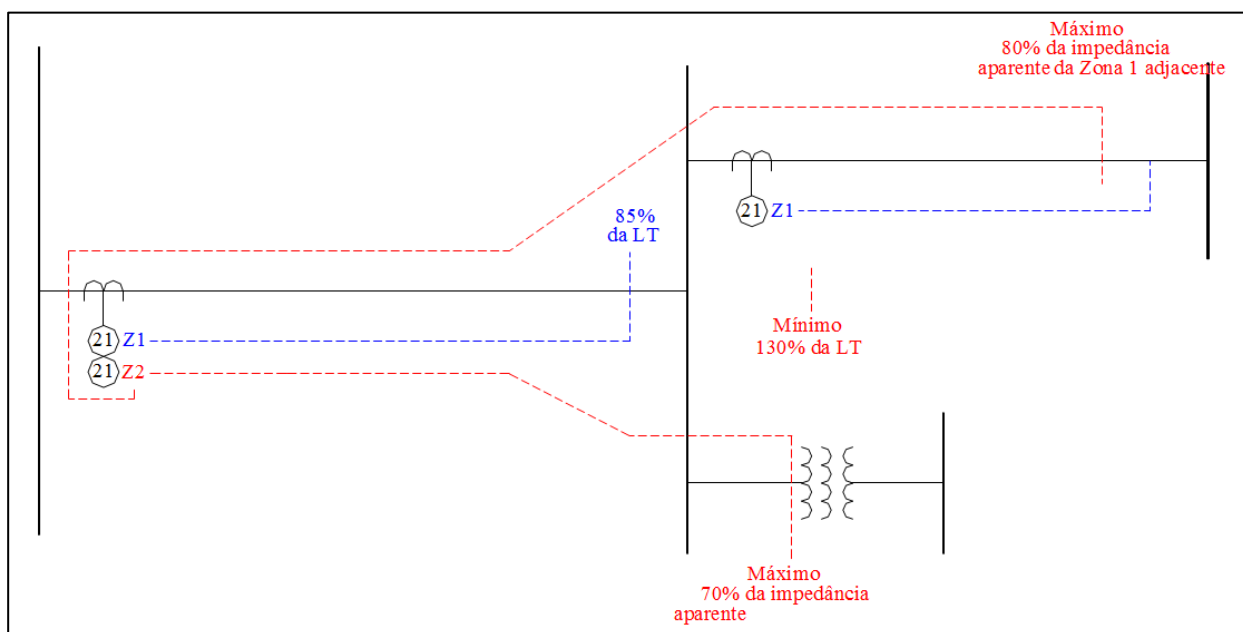 Máximo
80% da impedância
aparente da Zona 1 adjacente
21 Z1
85%
da LT
21 Z1
21 Z2
Mínimo
130% da LT
Máximo
70% da impedância
aparente